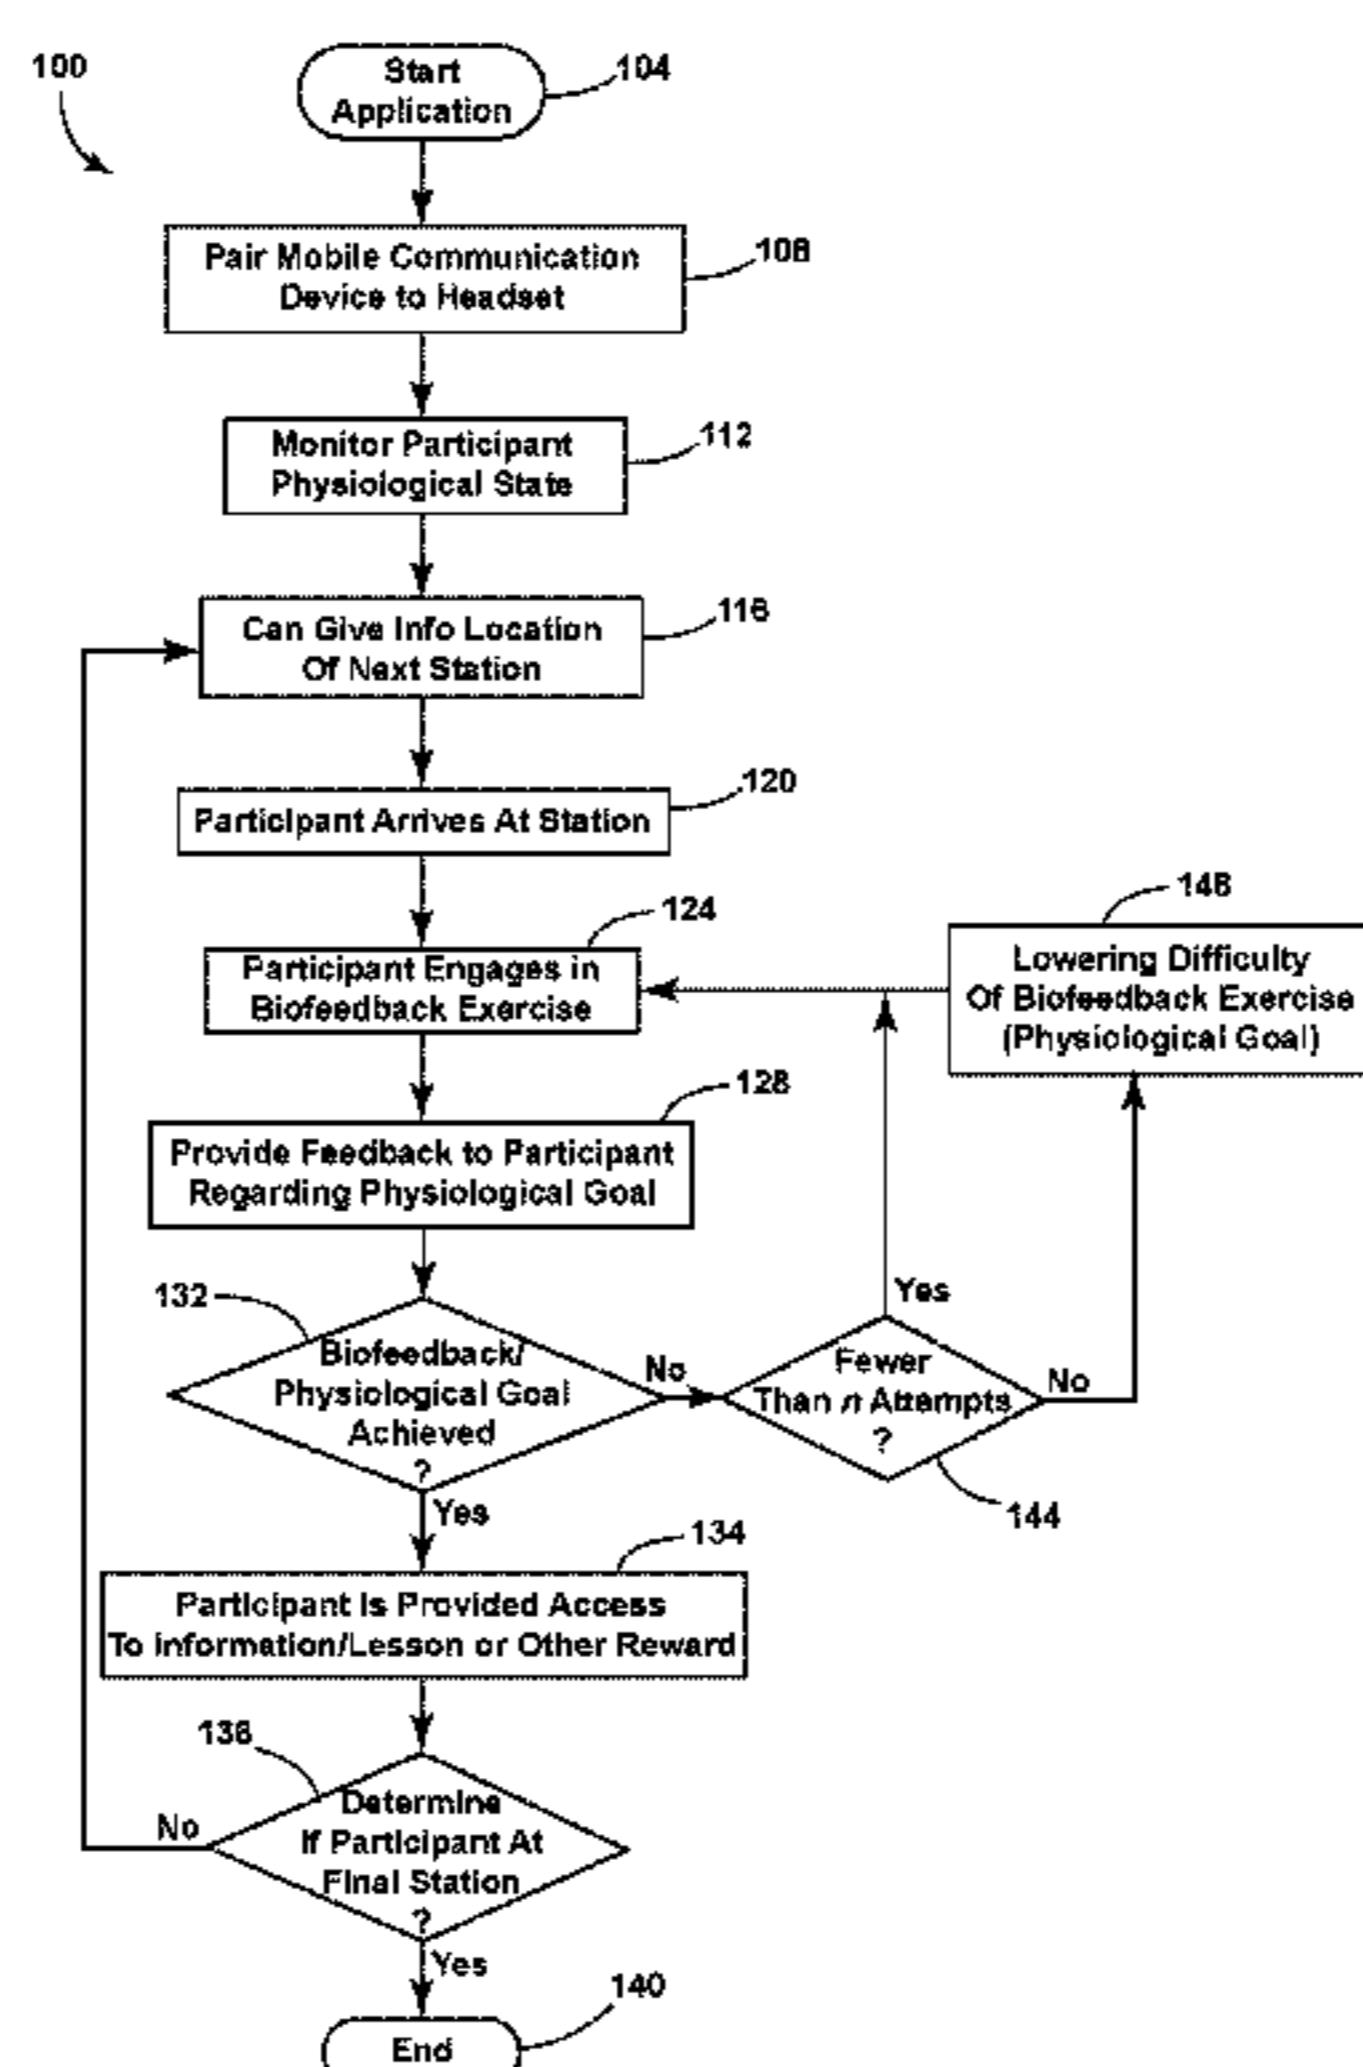 100
Start
Application
104
Pair Mobile Communication
Device to Headset
108
Monitor Participant
Physiological State
112
Can Give Info Location
Of Next Station
116
Participant Arrives At Station
120
124
Participant Engages in
Biofeedback Exercise
148
Lowering Difficulty
Of Biofeedback Exercise
(Physiological Goal)
128
Provide Feedback to Participant
Regarding Physiological Goal
132
Biofeedback/
Physiological Goal
Achieved
?
No
Yes
Fewer
Than n Attempts
?
No
144
Yes
134
Participant Is Provided Access
To Information/Lesson or Other Reward
136
Determine
If Participant At
Final Station
?
No
Yes
140
End